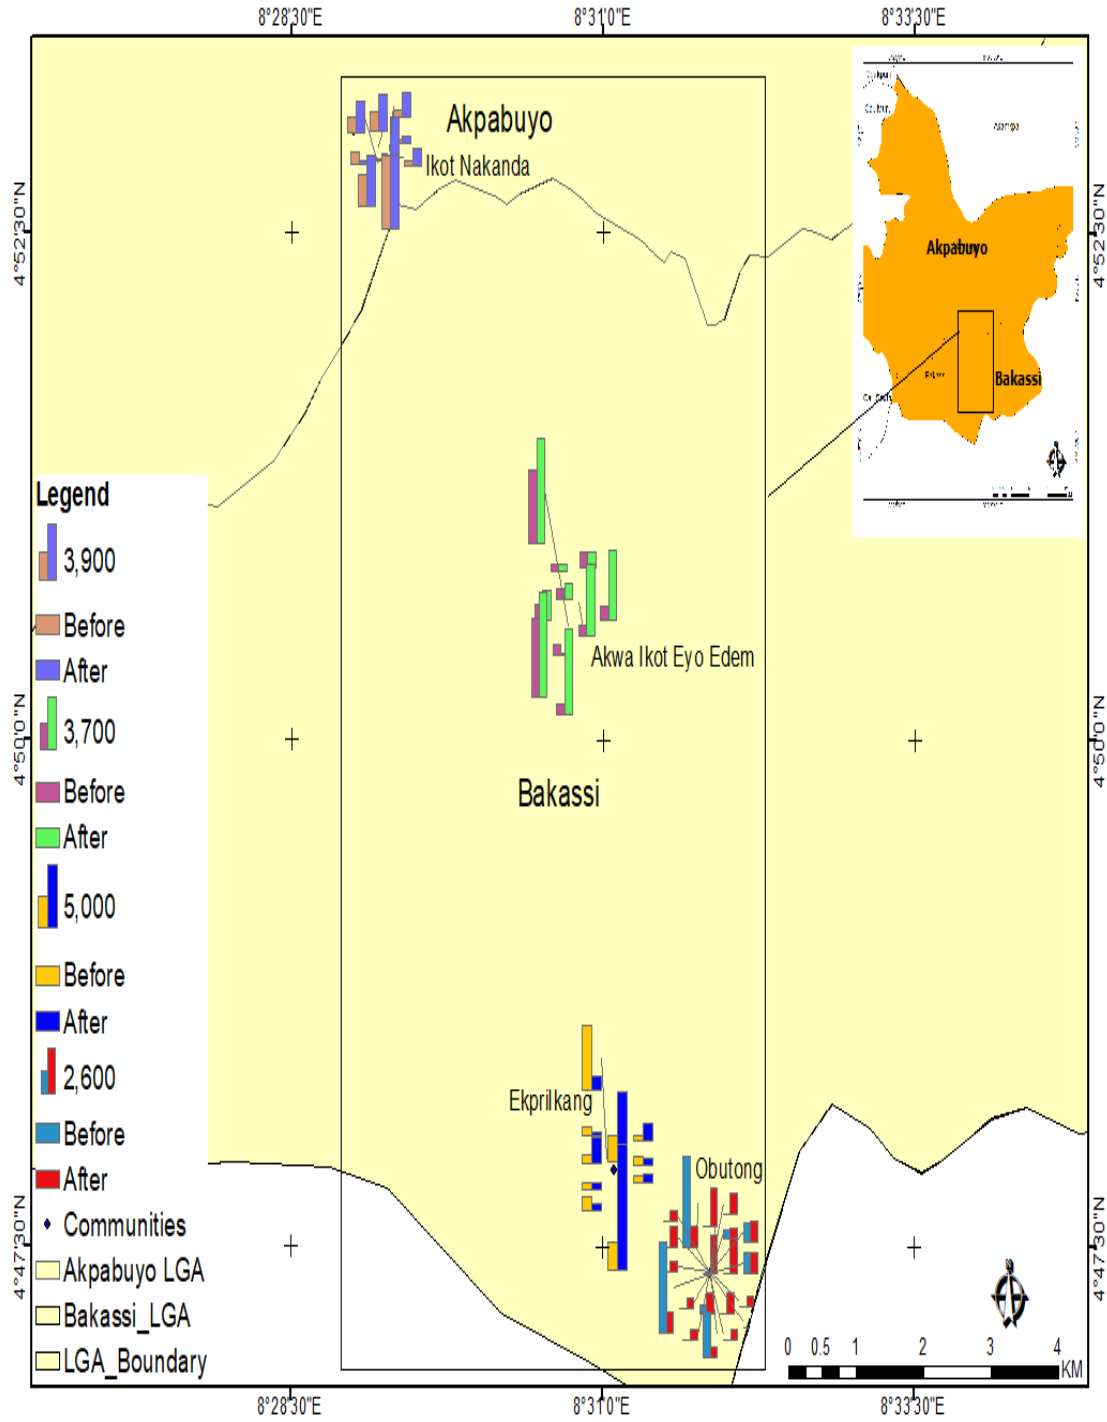 8°28'30"E
8°31'0"E
8°33'30"E
Akpabuyo
Ikot Nakanda
4°52'30"N
4°52'30"N
Akpabuyo
Bakassi
Legend
3,900
Before
After
3,700
Before
After
5,000
Before
After
2,600
Before
After
Communities
Akpabuyo LGA
Bakassi_LGA
LGA_Boundary
Akwa Ikot Eyo Edem
4°50'0"N
4°50'0"N
Bakassi
Ekprilkang
Obutong
4°47'30"N
4°47'30"N
0 0.5 1 2 3 4
KM
8°28'30"E
8°31'0"E
8°33'30"E